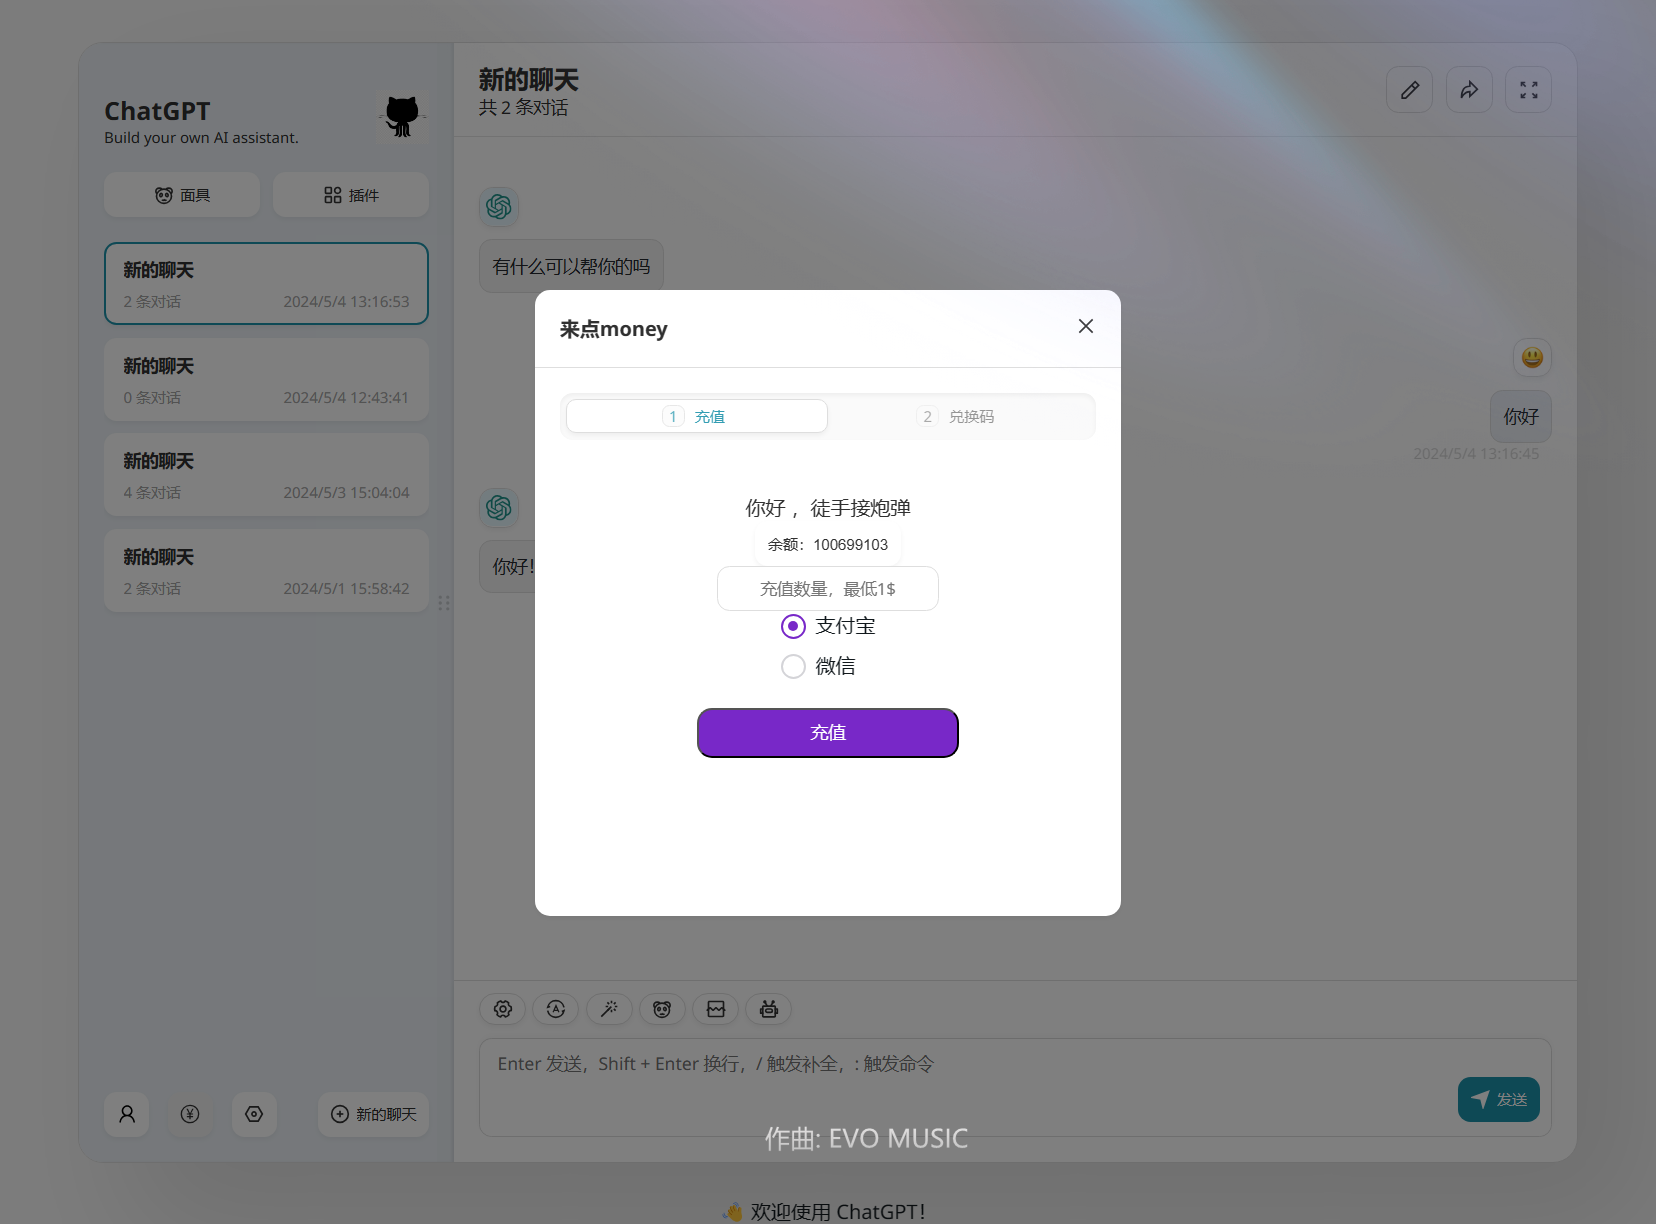 ChatGPT
Build your own AI assistant.
面具
插件
新的聊天
2 条对话 2024/5/4 13:16:53
新的聊天
0 条对话 2024/5/4 12:43:41
新的聊天
4 条对话 2024/5/3 15:04:04
新的聊天
2 条对话 2024/5/1 15:58:42
新的聊天
新的聊天
共 2 条对话
有什么可以帮你的吗
你好
2024/5/4 13:16:45
你好!
来点money
1 充值
2 兑换码
你好 ，徒手接炮弹
余额：100699103
充值数量，最低1$
支付宝
微信
充值
Enter 发送，Shift + Enter 换行，/ 触发补全，: 触发命令
发送
作曲: EVO MUSIC
👋 欢迎使用 ChatGPT！